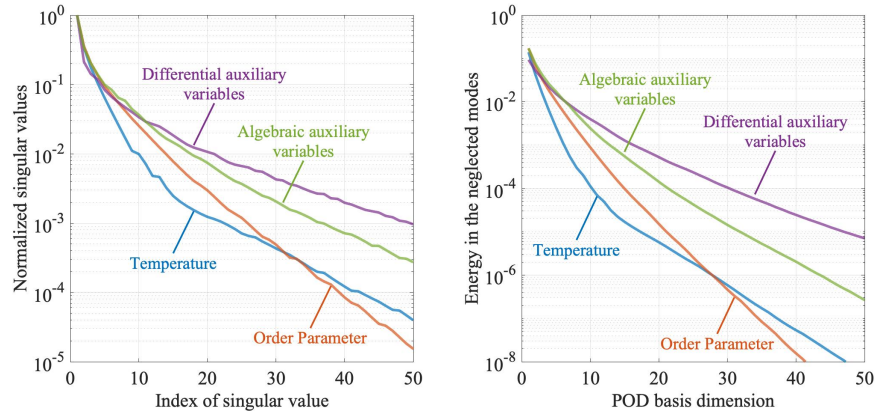 Normalized singular values
10^0
10^-1
10^-2
10^-3
10^-4
10^-5
0
10
20
30
40
50
Index of singular value
Differential auxiliary
variables
Algebraic auxiliary
variables
Temperature
Order Parameter
Energy in the neglected modes
10^0
10^-2
10^-4
10^-6
10^-8
0
10
20
30
40
50
POD basis dimension
Algebraic auxiliary
variables
Differential auxiliary
variables
Temperature
Order Parameter